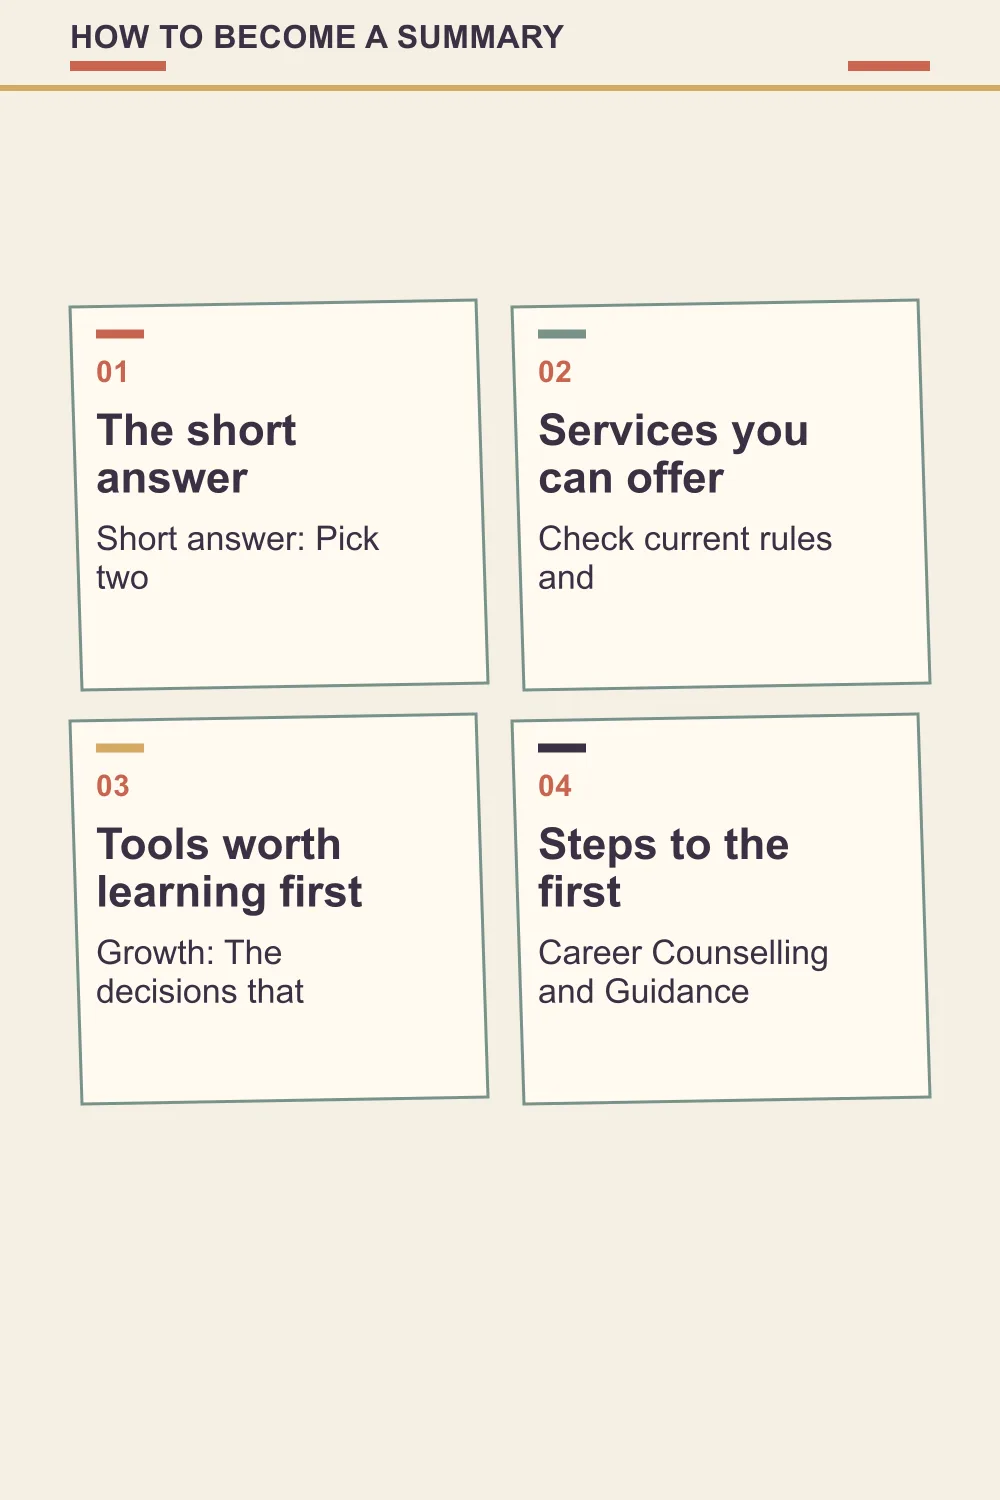 HOW TO BECOME A SUMMARY
01
The short
answer
Short answer: Pick
two
02
Services you
can offer
Check current rules
and
03
Tools worth
learning first
Growth: The
decisions that
04
Steps to the
first
Career Counselling
and Guidance